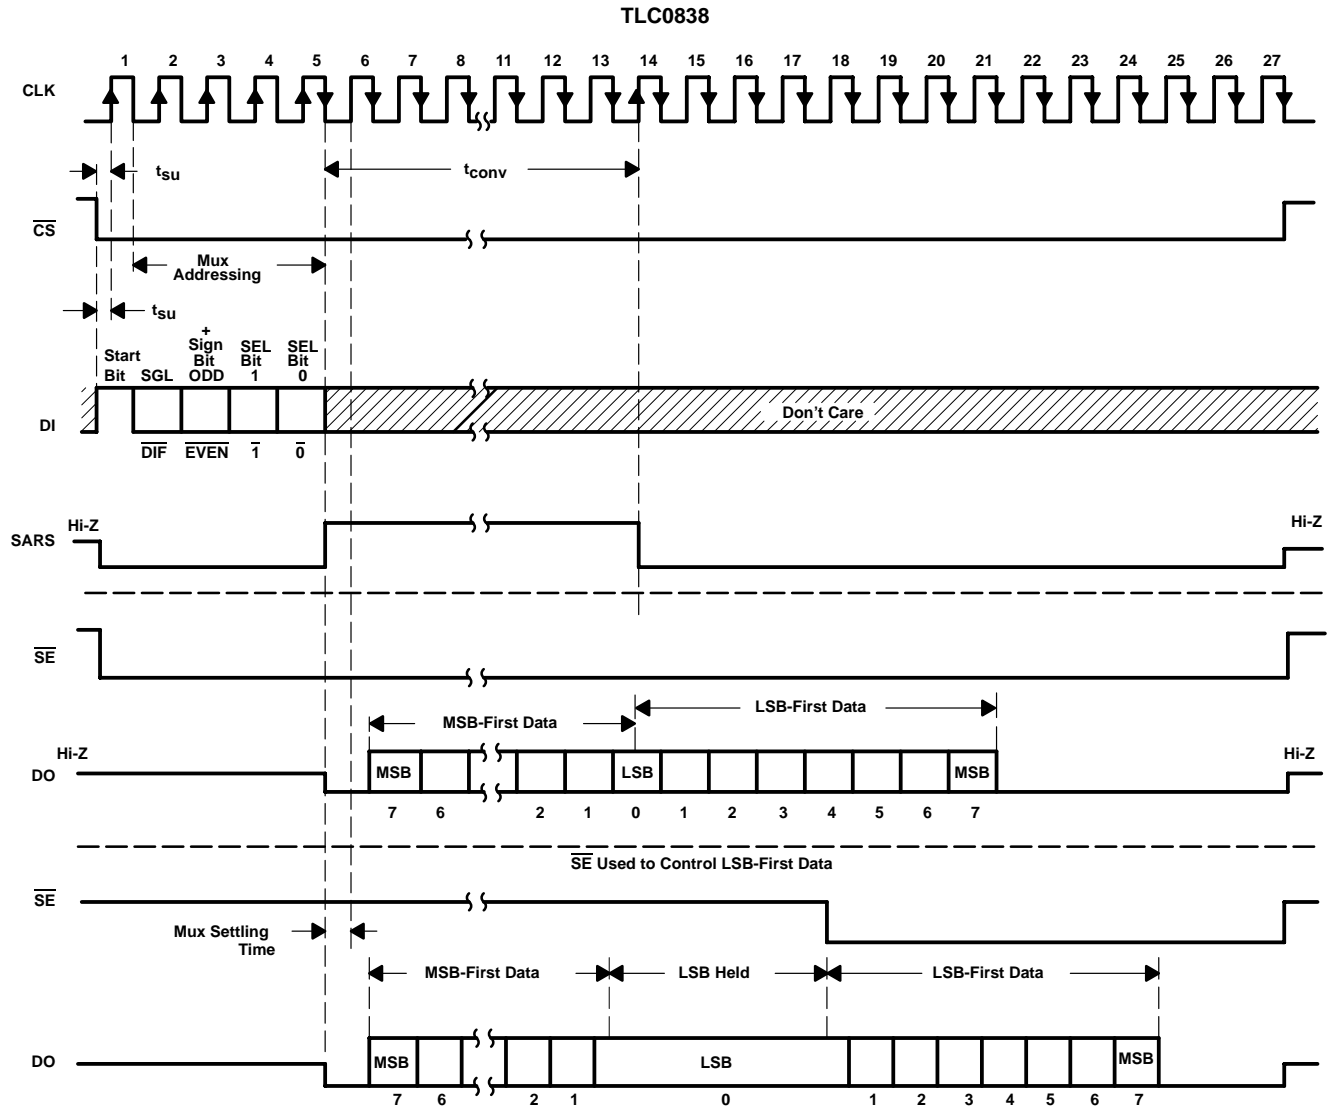 TLC0838
1 2 3 4 5 6 7 8 11 12 13 14 15 16 17 18 19 20 21 22 23 24 25 26 27
CLK
tsu
tconv
CS
Mux
Addressing
tsu
Start
Bit
SGL
+
Sign
Bit
ODD
SEL
Bit
1
SEL
Bit
0
DI
Don't Care
DIF EVEN 1 0
Hi-Z
Hi-Z
SARS
SE
MSB-First Data
LSB-First Data
Hi-Z
Hi-Z
DO
MSB LSB MSB
7 6 2 1 0 1 2 3 4 5 6 7
SE Used to Control LSB-First Data
SE
Mux Settling
Time
MSB-First Data
LSB Held
LSB-First Data
DO
MSB LSB MSB
7 6 2 1 0 1 2 3 4 5 6 7